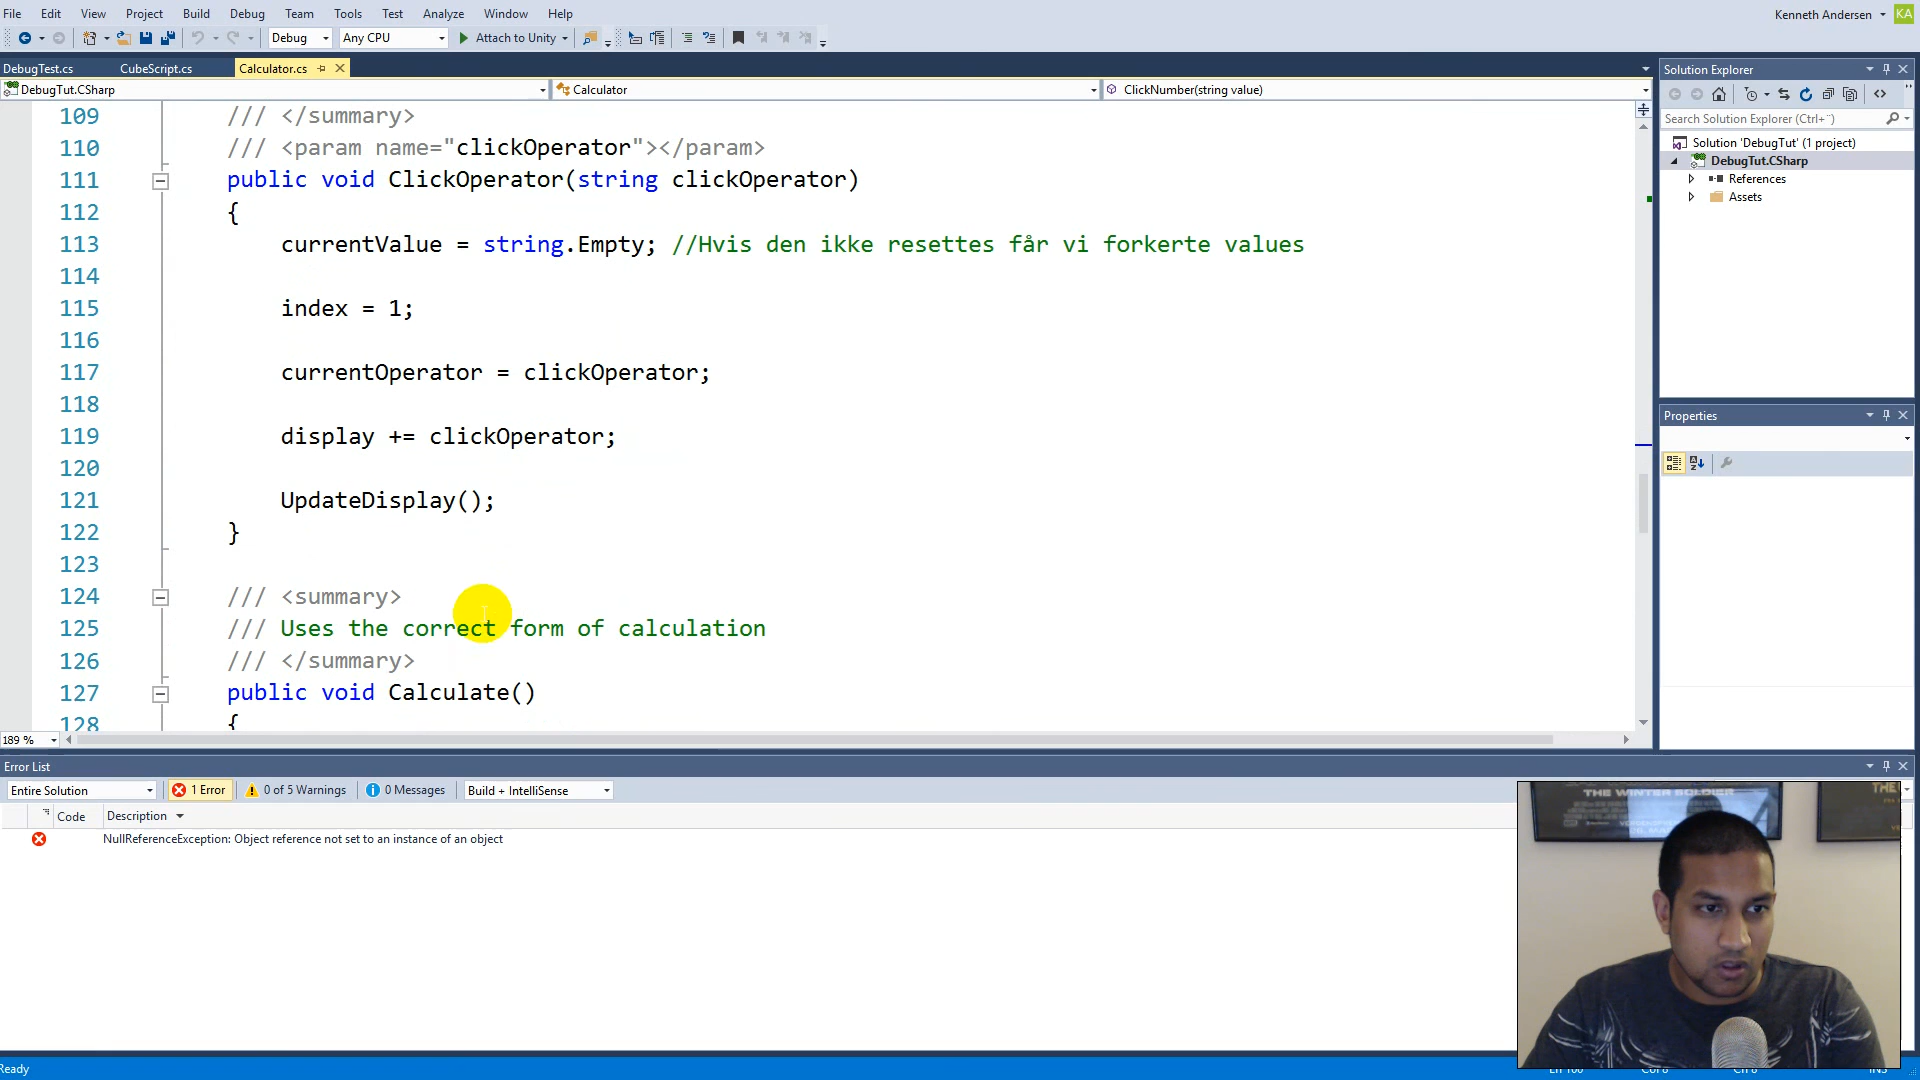 File Edit View Project Build Debug Team Tools Test Analyze Window Help
Kenneth Andersen KA
Debug Any CPU Attach to Unity
DebugTest.cs CubeScript.cs Calculator.cs
DebugTut.CSharp Calculator ClickNumber(string value)
109 /// </summary>
110 /// <param name="clickOperator"></param>
111 public void ClickOperator(string clickOperator)
112 {
113 currentValue = string.Empty; //Hvis den ikke resettes får vi forkerte values
114
115 index = 1;
116
117 currentOperator = clickOperator;
118
119 display += clickOperator;
120
121 UpdateDisplay();
122 }
123
124 /// <summary>
125 /// Uses the correct form of calculation
126 /// </summary>
127 public void Calculate()
128 {
189 %
Solution Explorer
Search Solution Explorer (Ctrl+¨)
Solution 'DebugTut' (1 project)
DebugTut.CSharp
References
Assets
Properties
Error List
Entire Solution 1 Error 0 of 5 Warnings 0 Messages Build + IntelliSense
Code Description
NullReferenceException: Object reference not set to an instance of an object
THE WINTER SOLDIER
THE
Ready